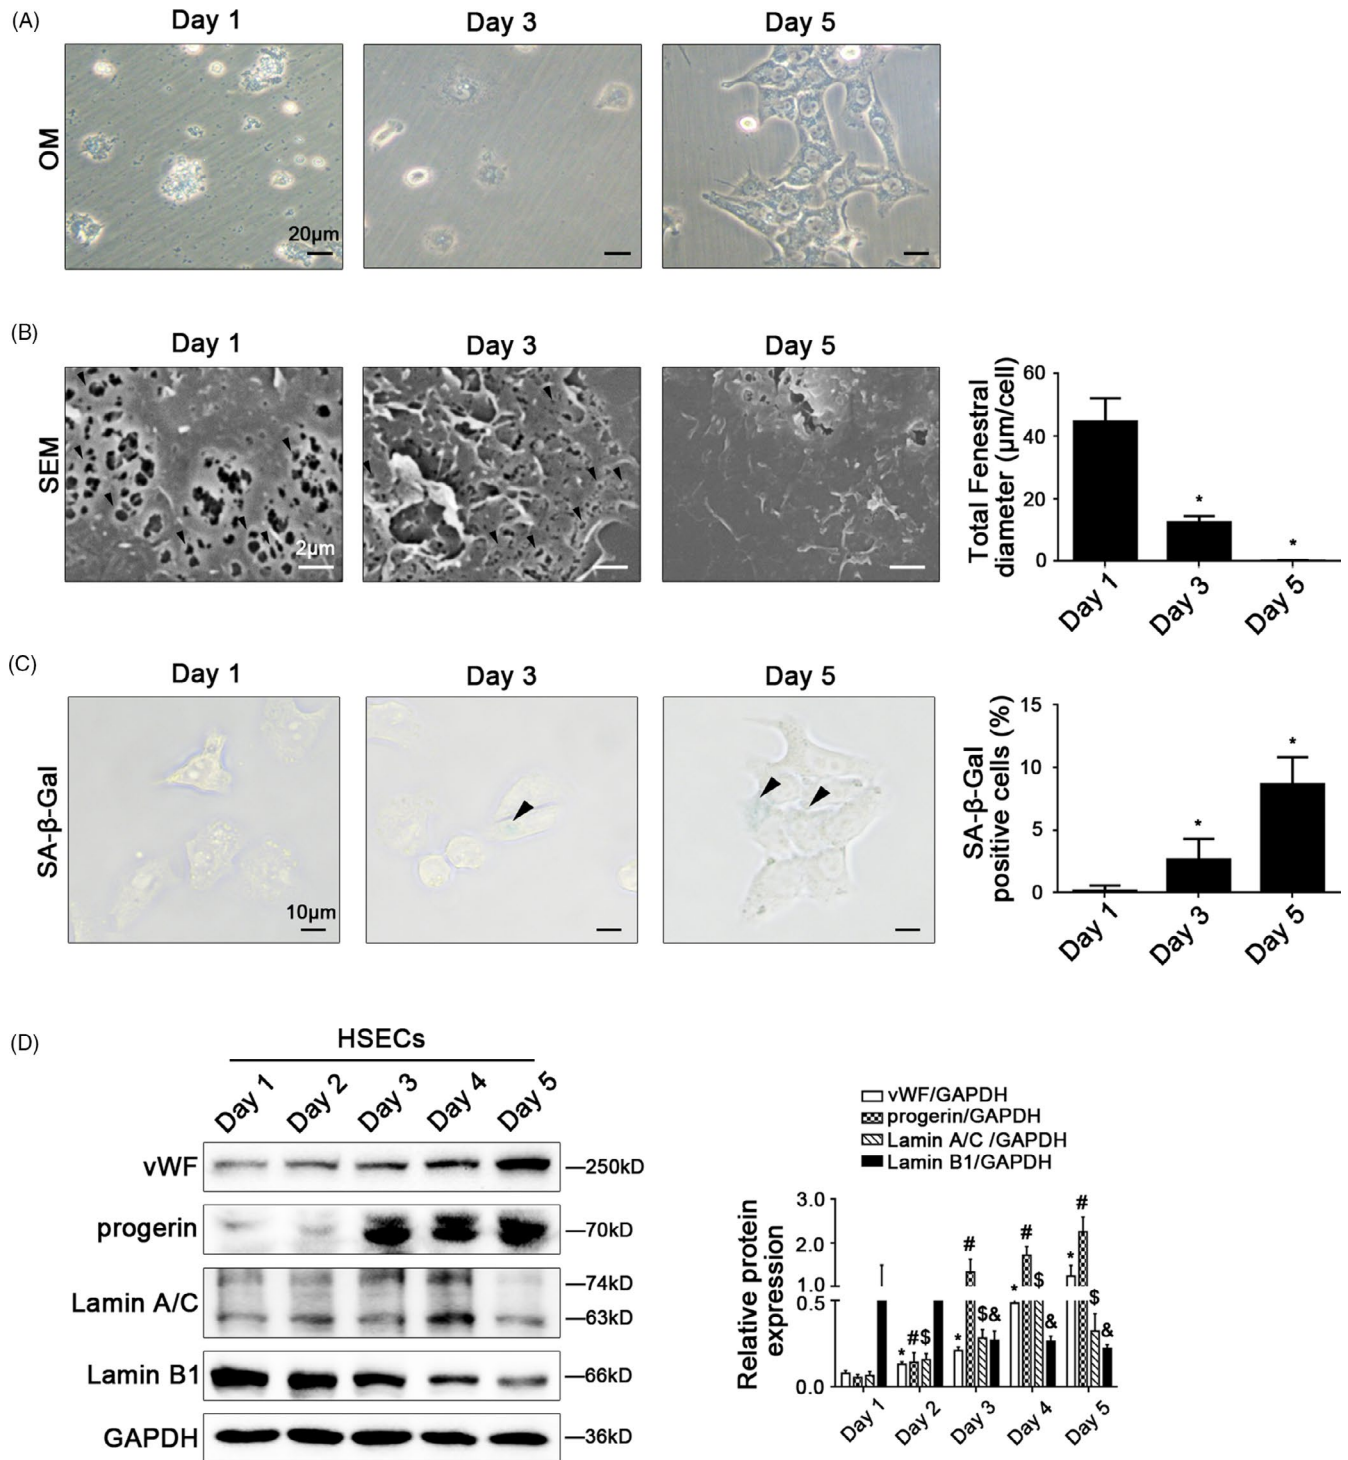 (A)
Day 1
Day 3
Day 5
OM
20μm
(B)
Day 1
Day 3
Day 5
SEM
2μm
Total Fenestral
diameter (μm/cell)
60
40
20
0
*
*
Day 1
Day 3
Day 5
(C)
Day 1
Day 3
Day 5
SA-β-Gal
10μm
SA-β-Gal
positive cells (%)
15
10
5
0
*
*
Day 1
Day 3
Day 5
(D)
HSECs
Day 1
Day 2
Day 3
Day 4
Day 5
vWF
250kD
progerin
70kD
Lamin A/C
74kD
63kD
Lamin B1
66kD
GAPDH
36kD
vWF/GAPDH
progerin/GAPDH
Lamin A/C /GAPDH
Lamin B1/GAPDH
Relative protein
expression
3.0
2.0
1.0
0.5
0.0
* # $
* # $ &
* # $ &
* # $ &
Day 1
Day 2
Day 3
Day 4
Day 5